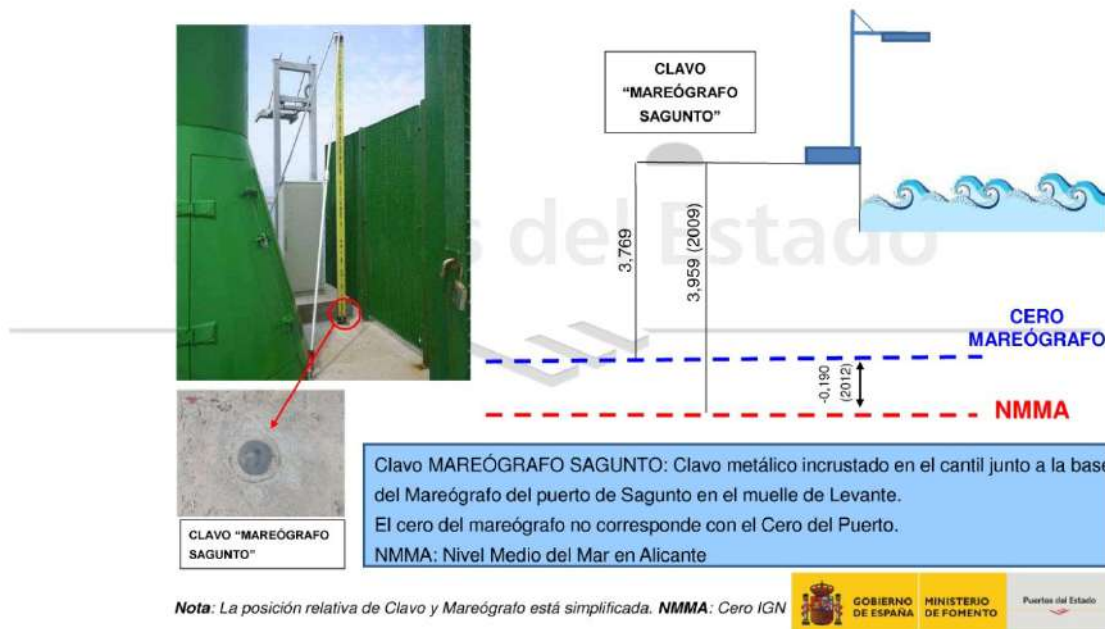 CLAVO
“MAREÓGRAFO
SAGUNTO”
3,769
3,959 (2009)
del Estado
CERO
MAREÓGRAFO
-0,190
(2012)
NMMA
Clavo MAREÓGRAFO SAGUNTO: Clavo metálico incrustado en el cantil junto a la base
del Mareógrafo del puerto de Sagunto en el muelle de Levante.
El cero del mareógrafo no corresponde con el Cero del Puerto.
NMMA: Nivel Medio del Mar en Alicante
CLAVO “MAREÓGRAFO
SAGUNTO”
Nota: La posición relativa de Clavo y Mareógrafo está simplificada. NMMA: Cero IGN
GOBIERNO
DE ESPAÑA
MINISTERIO
DE FOMENTO
Puertos del Estado